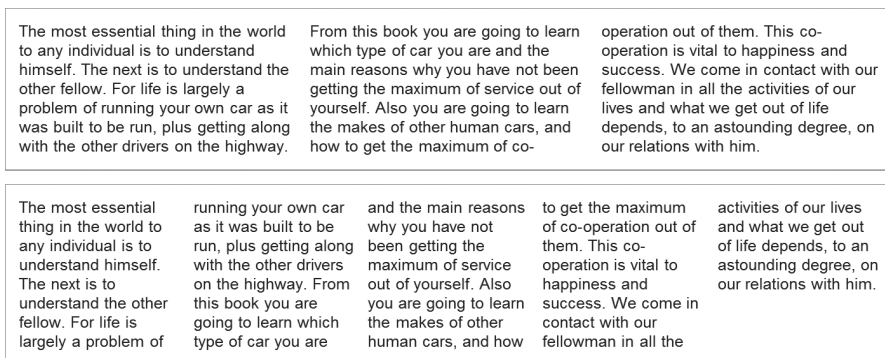 The most essential thing in the world
to any individual is to understand
himself. The next is to understand the
other fellow. For life is largely a
problem of running your own car as it
was built to be run, plus getting along
with the other drivers on the highway.
From this book you are going to learn
which type of car you are and the
main reasons why you have not been
getting the maximum of service out of
yourself. Also you are going to learn
the makes of other human cars, and
how to get the maximum of co-
operation out of them. This co-
operation is vital to happiness and
success. We come in contact with our
fellowman in all the activities of our
lives and what we get out of life
depends, to an astounding degree, on
our relations with him.
The most essential
thing in the world to
any individual is to
understand himself.
The next is to
understand the other
fellow. For life is
largely a problem of
running your own car
as it was built to be
run, plus getting along
with the other drivers
on the highway. From
this book you are
going to learn which
type of car you are
and the main reasons
why you have not
been getting the
maximum of service
out of yourself. Also
you are going to learn
the makes of other
human cars, and how
to get the maximum
of co-operation out of
them. This co-
operation is vital to
happiness and
success. We come in
contact with our
fellowman in all the
activities of our lives
and what we get out
of life depends, to an
astounding degree, on
our relations with him.